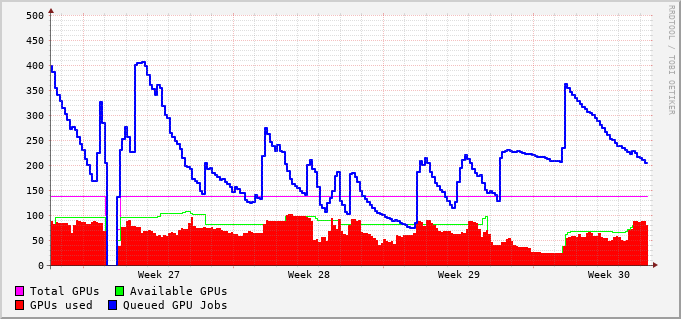 500
450
400
350
300
250
200
150
100
50
0
Week 27 Week 28 Week 29 Week 30
Total GPUs Available GPUs
GPUs used Queued GPU Jobs
RRDTOOL / TOBI OETIKER